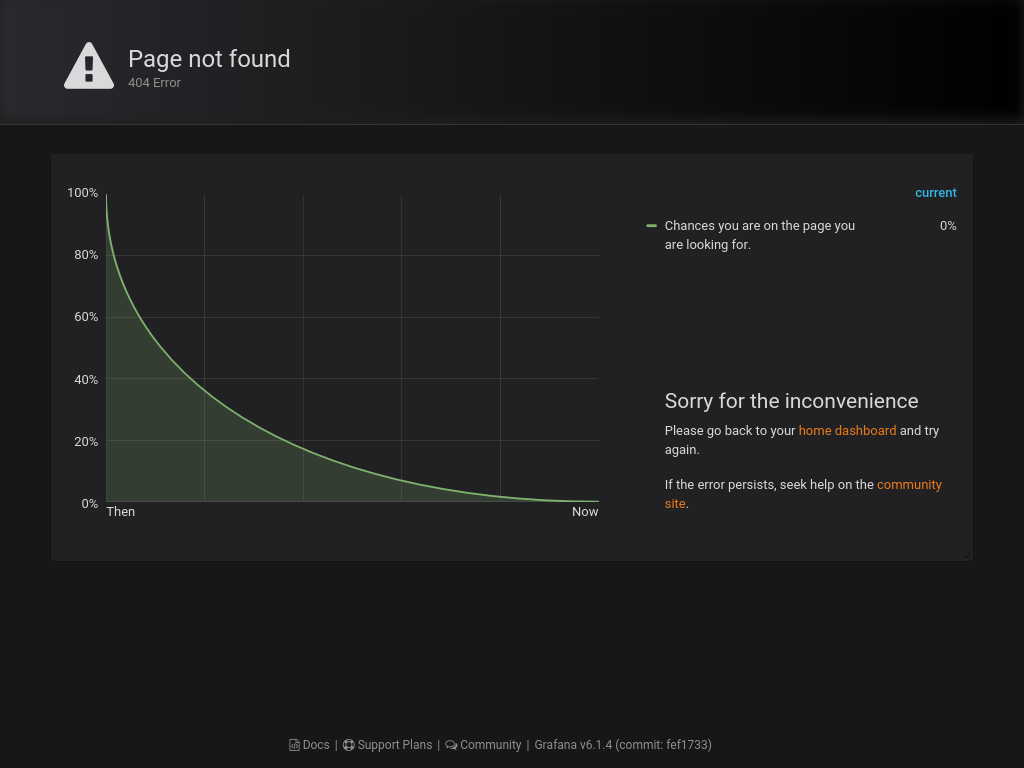 Page not found
404 Error
100%
80%
60%
40%
20%
0%
Then
Now
current
Chances you are on the page you
are looking for.
0%
Sorry for the inconvenience
Please go back to your home dashboard and try
again.
If the error persists, seek help on the community
site.
Docs | Support Plans | Community | Grafana v6.1.4 (commit: fef1733)